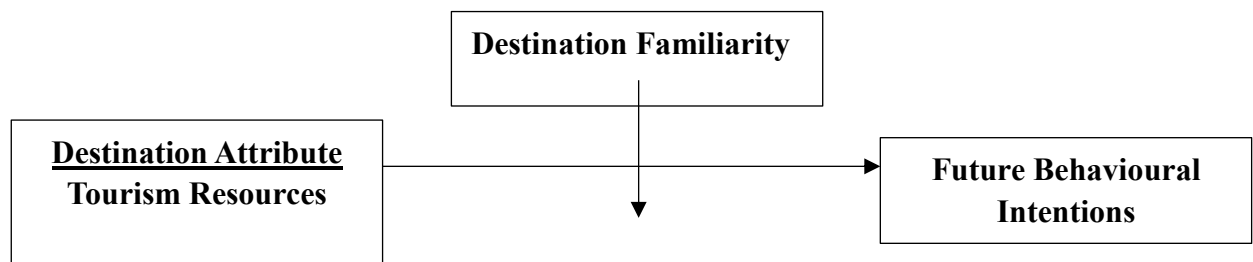 Destination Familiarity
Destination Attribute
Tourism Resources
Future Behavioural
Intentions